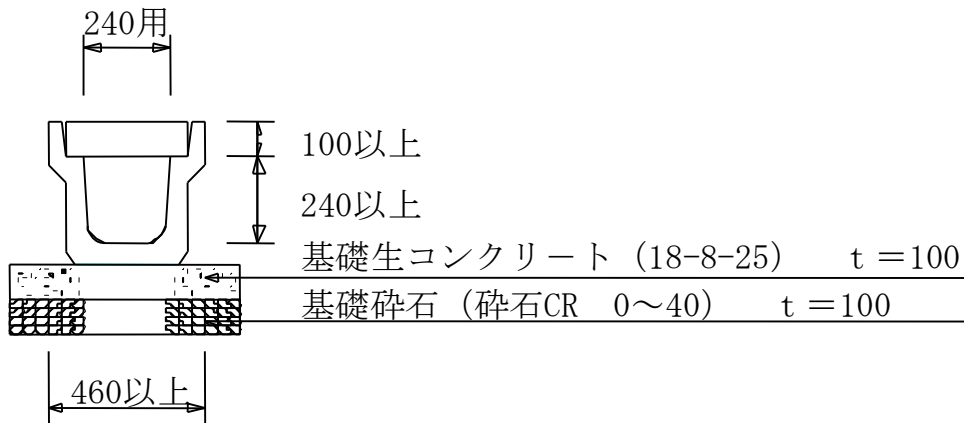 240用
100以上
240以上
基礎生コンクリート (18-8-25) t＝100
基礎砕石 (砕石CR 0～40) t＝100
460以上